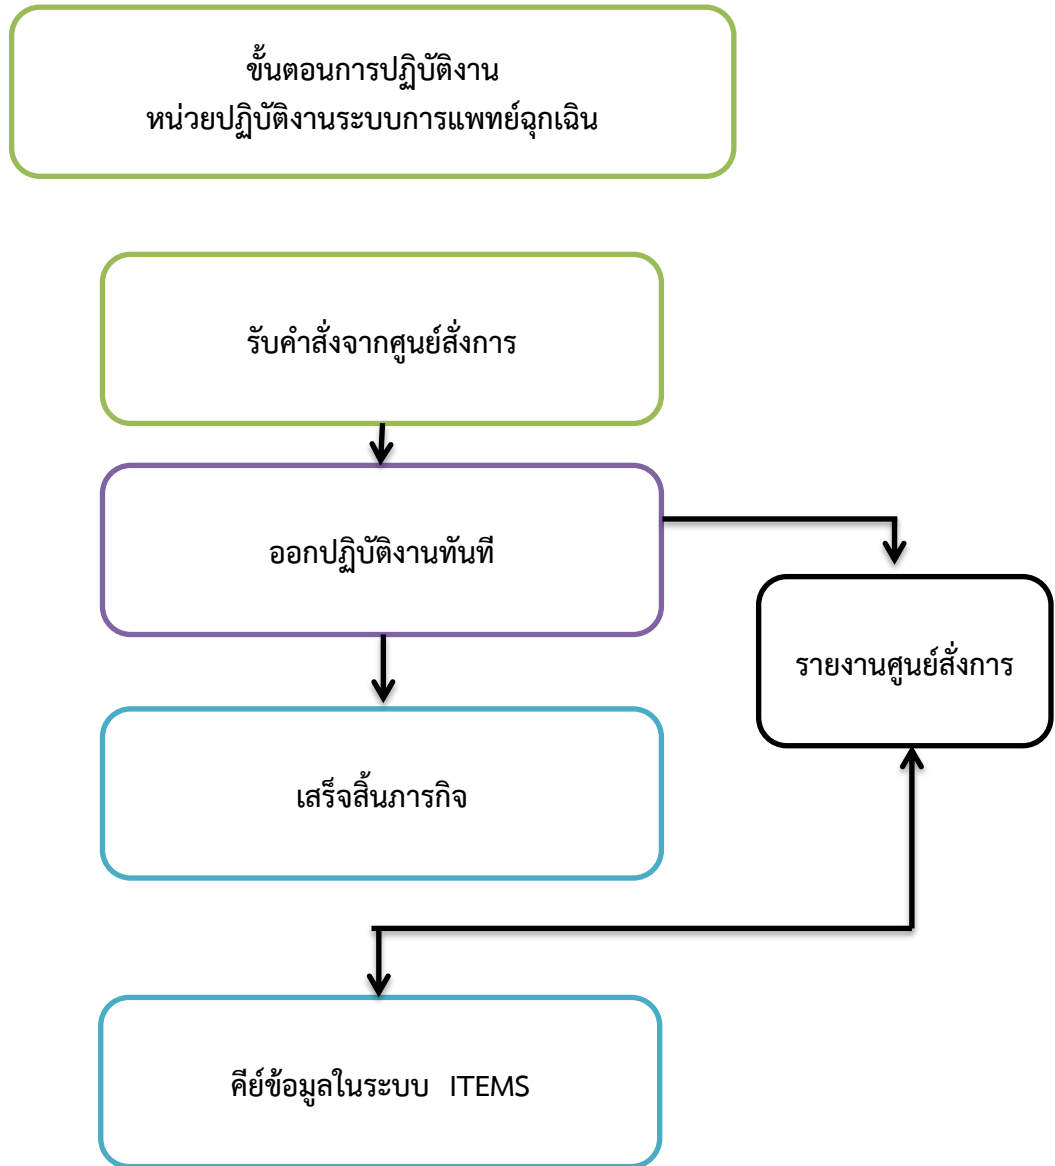 ขั้นตอนการปฏิบัติงาน
หน่วยปฏิบัติงานระบบการแพทย์ฉุกเฉิน
รับคำสั่งจากศูนย์สั่งการ
ออกปฏิบัติงานทันที
รายงานศูนย์สั่งการ
เสร็จสิ้นภารกิจ
คีย์ข้อมูลในระบบ ITEMS